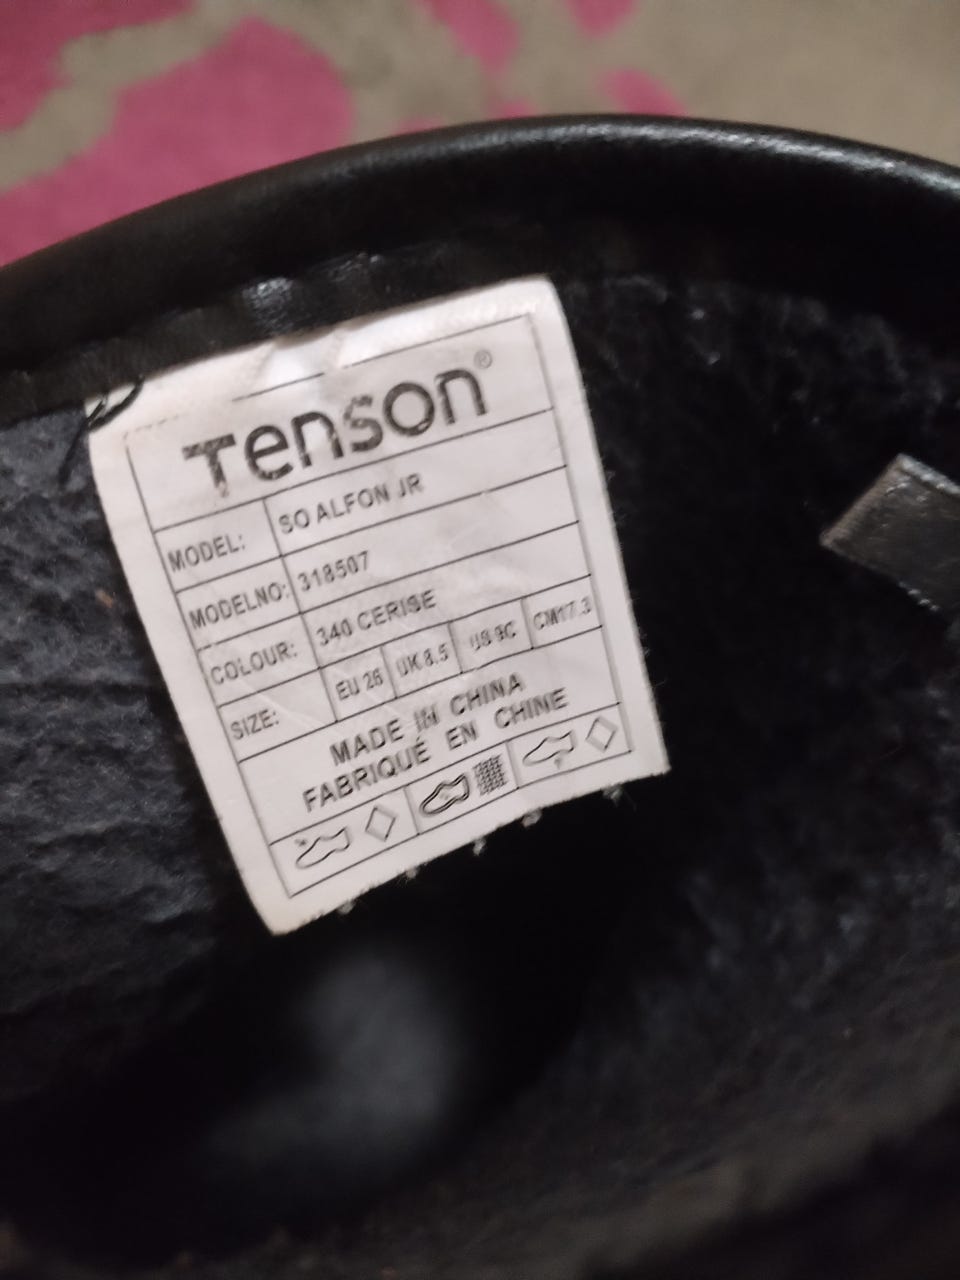 Tenson®
MODEL: SO ALFON JR
MODELNO: 318507
COLOUR: 340 CERISE
SIZE: EU 26 UK 8.5 US 9C CM17.3
MADE IN CHINA
FABRIQUÉ EN CHINE